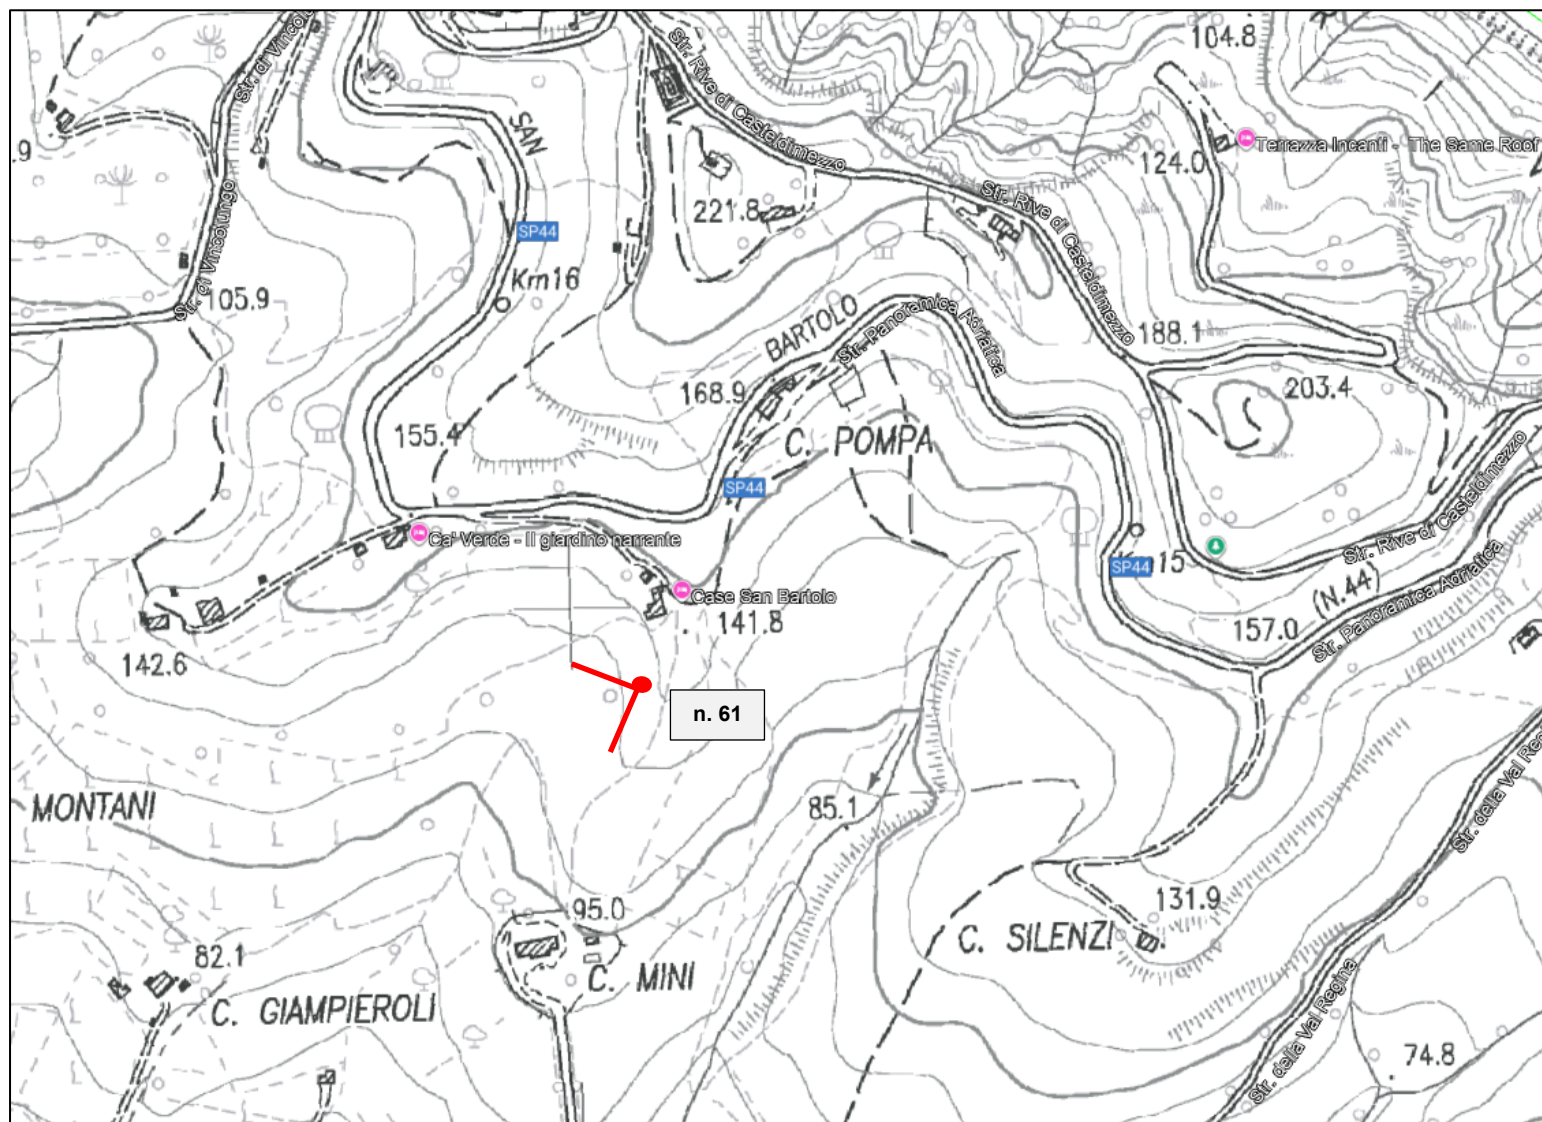 Str. di Vincolu
Str. Rive di Casteldimezzo
104.8
SAN
.9
Terrazza Incanti - The Same Roof
124.0
Str. di Vincolungo
221.8
Str. Rive di Casteldimezzo
SP44
Km16
105.9
BARTOLO
Str. Panoramica Adriatica
188.1
168.9
203.4
155.4
C. POMPA
SP44
Ca' Verde - Il giardino narrante
Km 15
SP44
Str. Rive di Casteldimezzo
Case San Bartolo
(N.44)
141.8
157.0
Str. Panoramica Adriatica
142.6
n. 61
Str. della Val Reg
MONTANI
85.1
131.9
95.0
C. SILENZI
82.1
C. MINI
C. GIAMPIEROLI
Str. della Val Regina
74.8